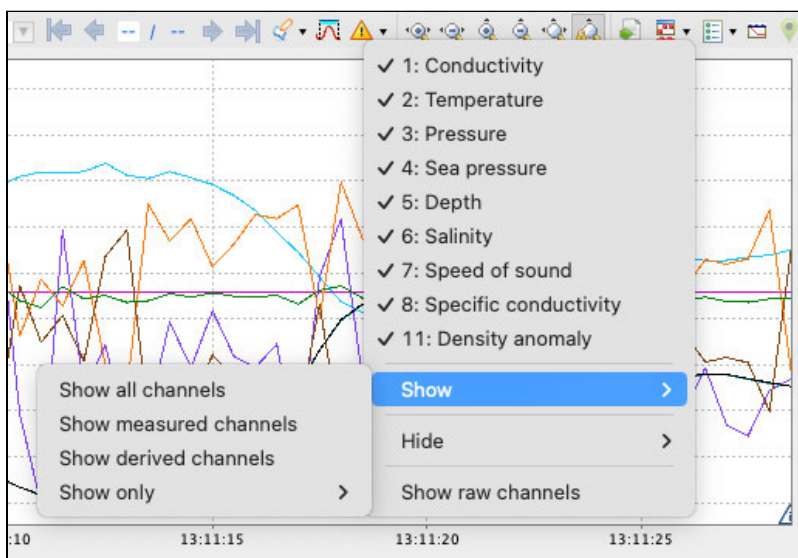 -- / --
✓ 1: Conductivity
✓ 2: Temperature
✓ 3: Pressure
✓ 4: Sea pressure
✓ 5: Depth
✓ 6: Salinity
✓ 7: Speed of sound
✓ 8: Specific conductivity
✓ 11: Density anomaly
Show
Hide
Show raw channels
Show all channels
Show measured channels
Show derived channels
Show only
:10
13:11:15
13:11:20
13:11:25